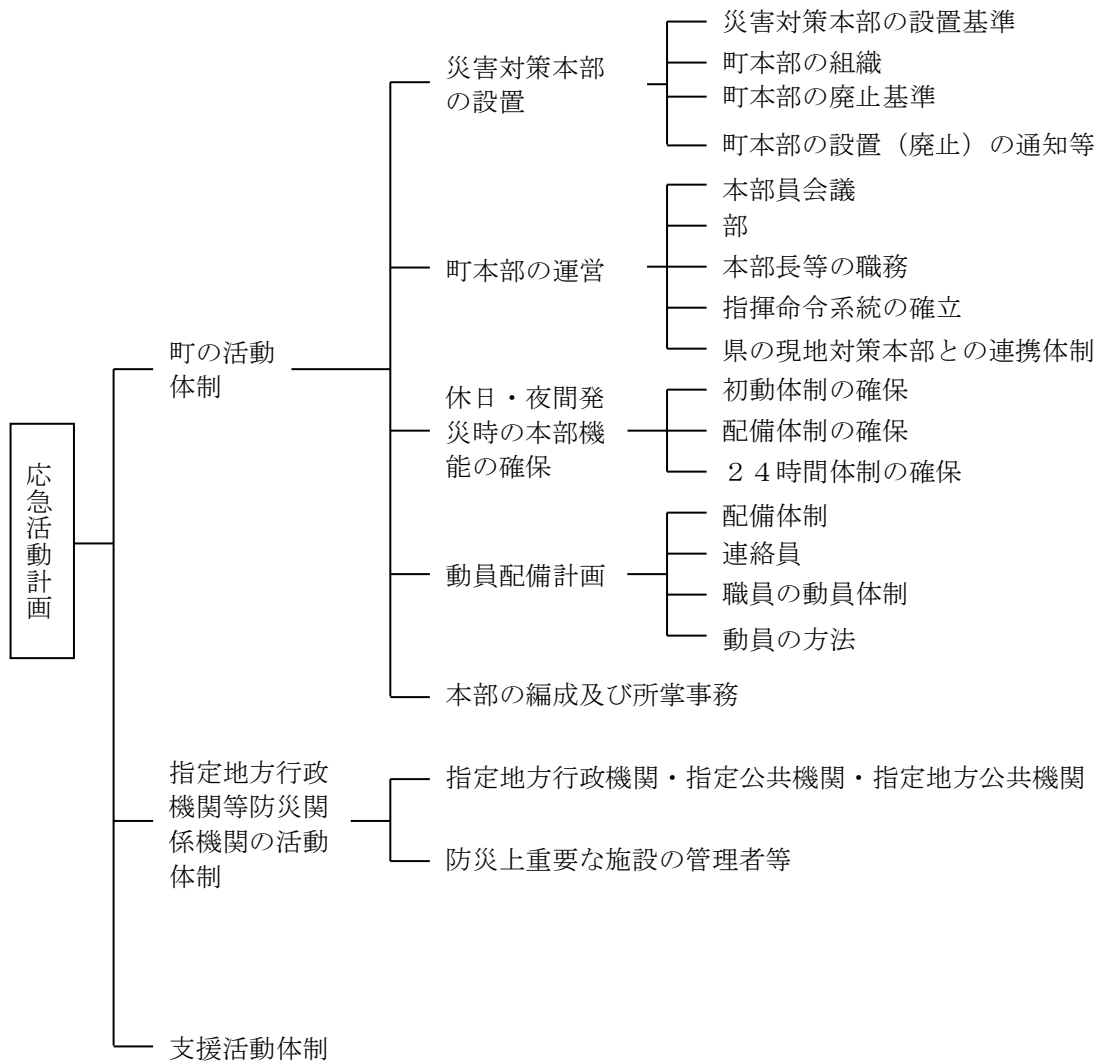 応急活動計画
町の活動
体制
災害対策本部
の設置
災害対策本部の設置基準
町本部の組織
町本部の廃止基準
町本部の設置（廃止）の通知等
町本部の運営
本部員会議
部
本部長等の職務
指揮命令系統の確立
県の現地対策本部との連携体制
休日・夜間発
災時の本部機
能の確保
初動体制の確保
配備体制の確保
２４時間体制の確保
動員配備計画
配備体制
連絡員
職員の動員体制
動員の方法
本部の編成及び所掌事務
指定地方行政
機関等防災関
係機関の活動
体制
指定地方行政機関・指定公共機関・指定地方公共機関
防災上重要な施設の管理者等
支援活動体制